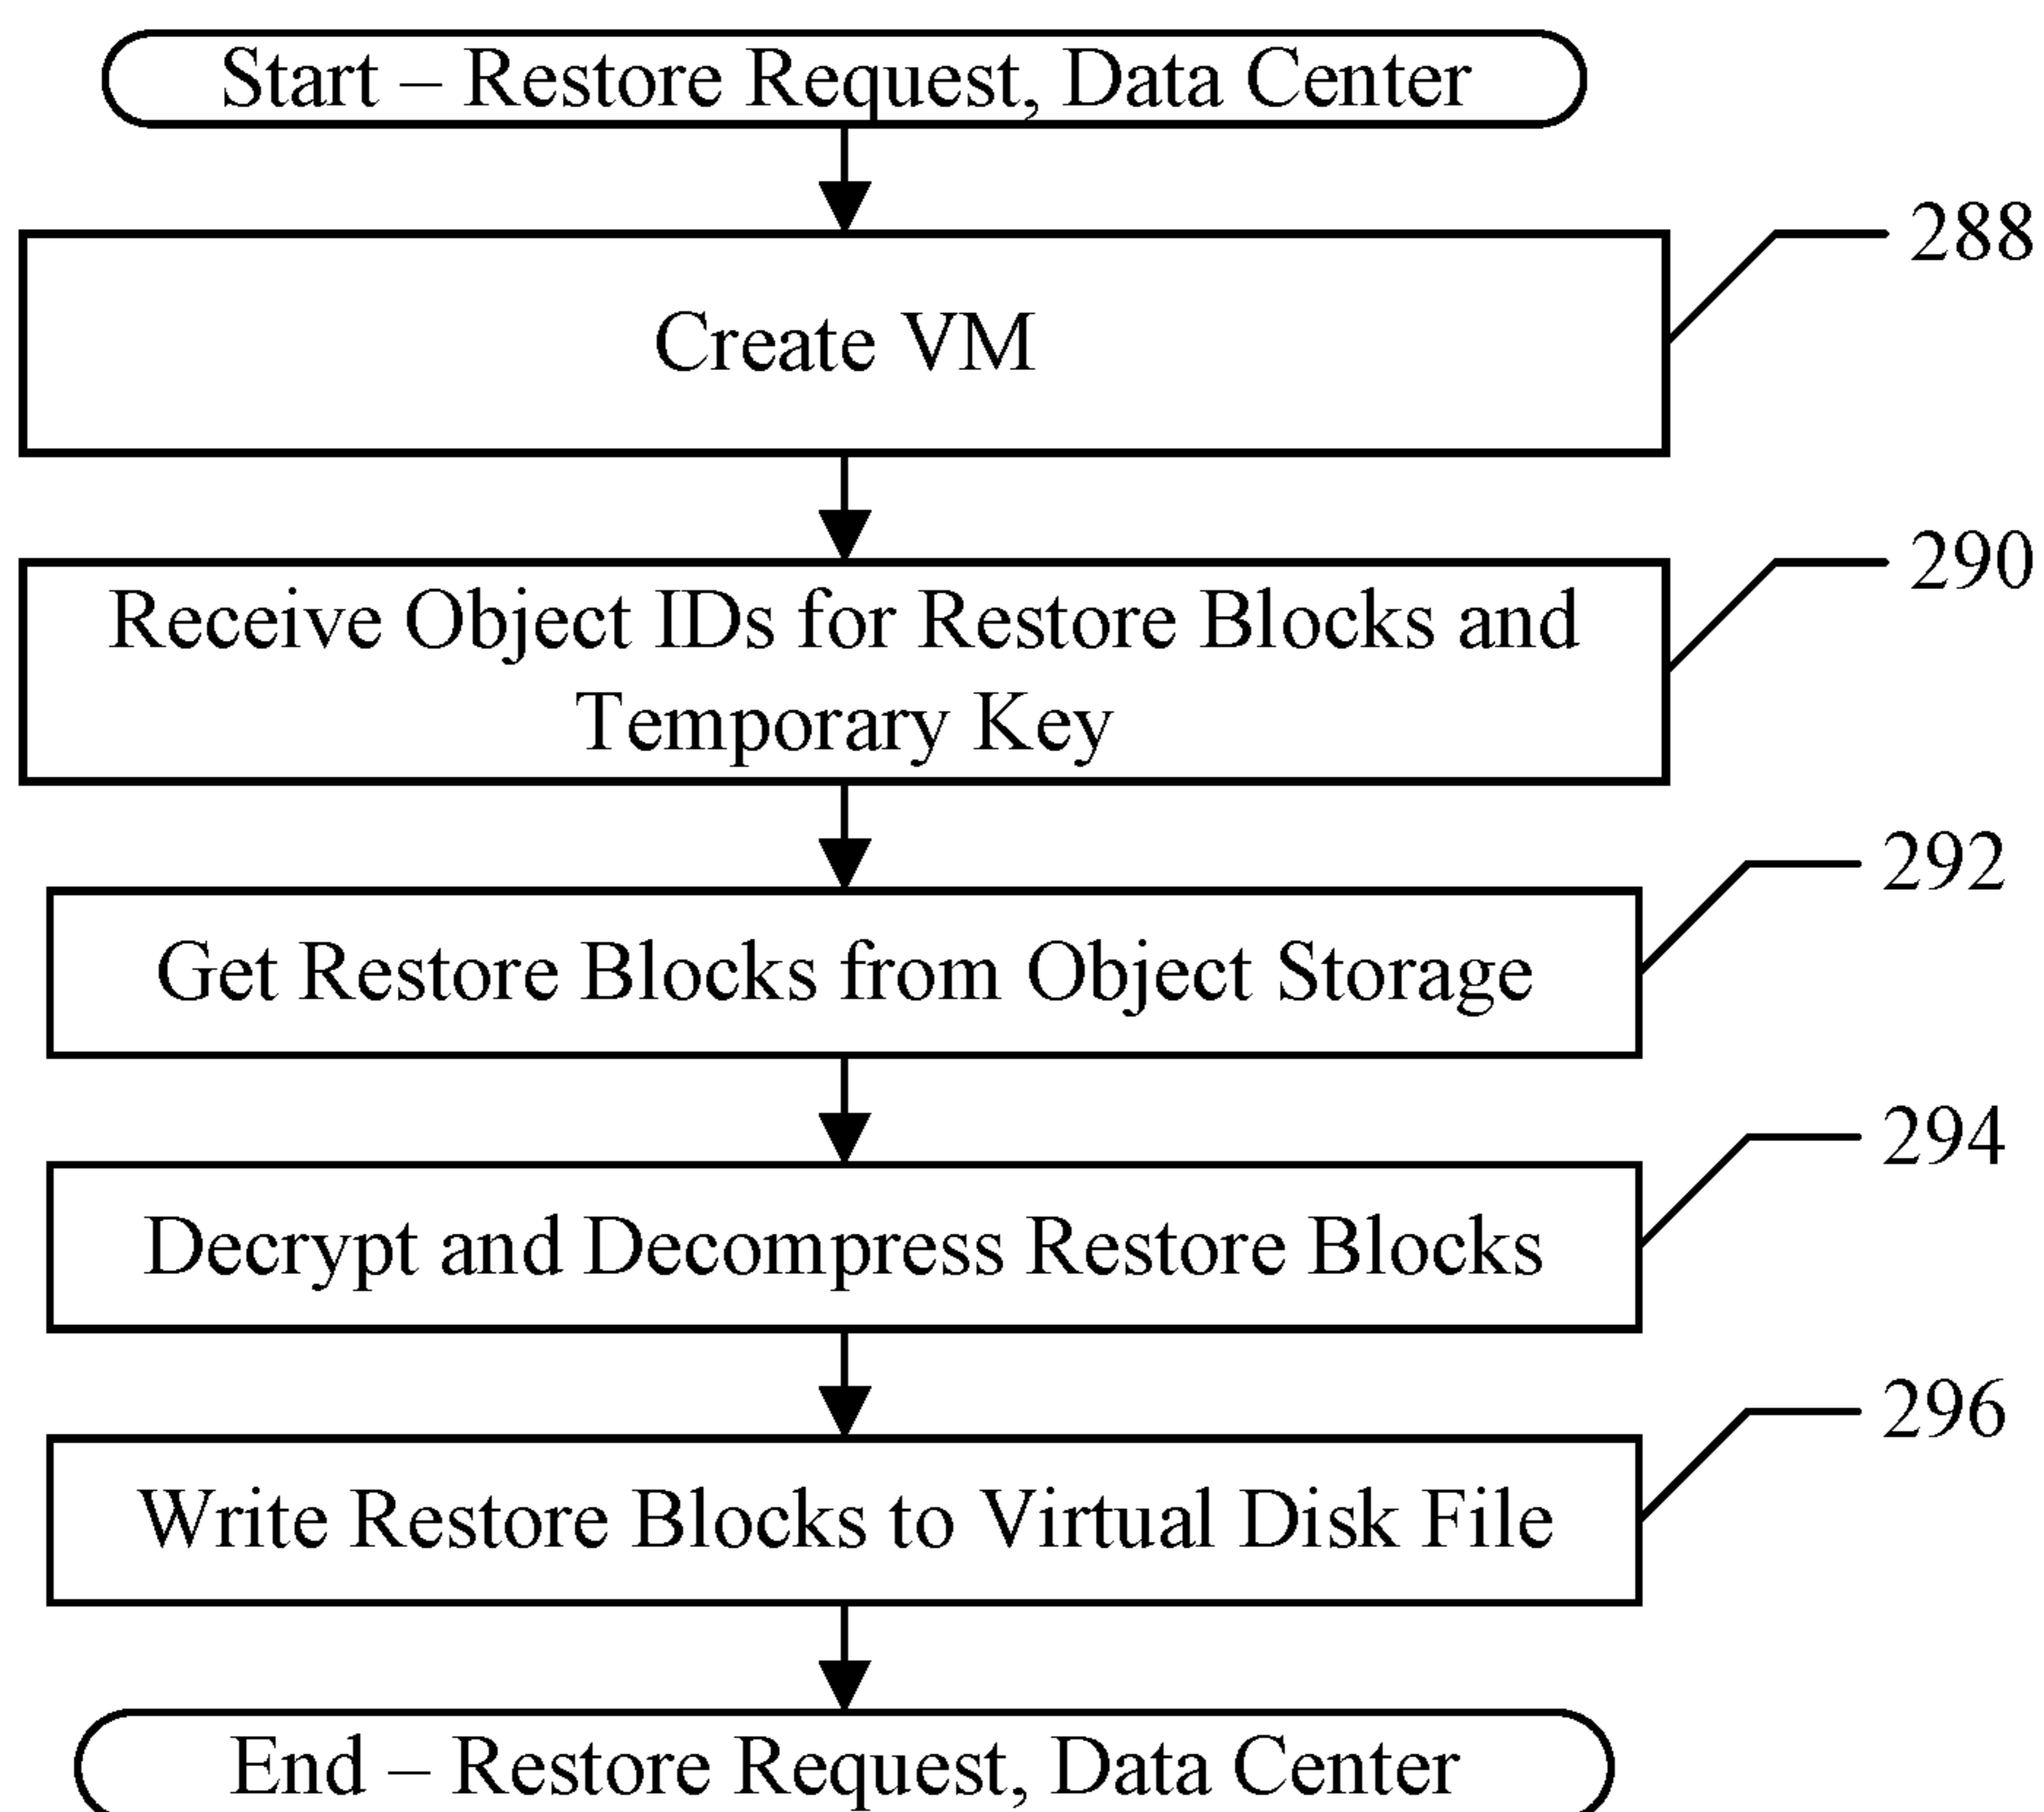 Start – Restore Request, Data Center
288
Create VM
290
Receive Object IDs for Restore Blocks and
Temporary Key
292
Get Restore Blocks from Object Storage
294
Decrypt and Decompress Restore Blocks
296
Write Restore Blocks to Virtual Disk File
End – Restore Request, Data Center